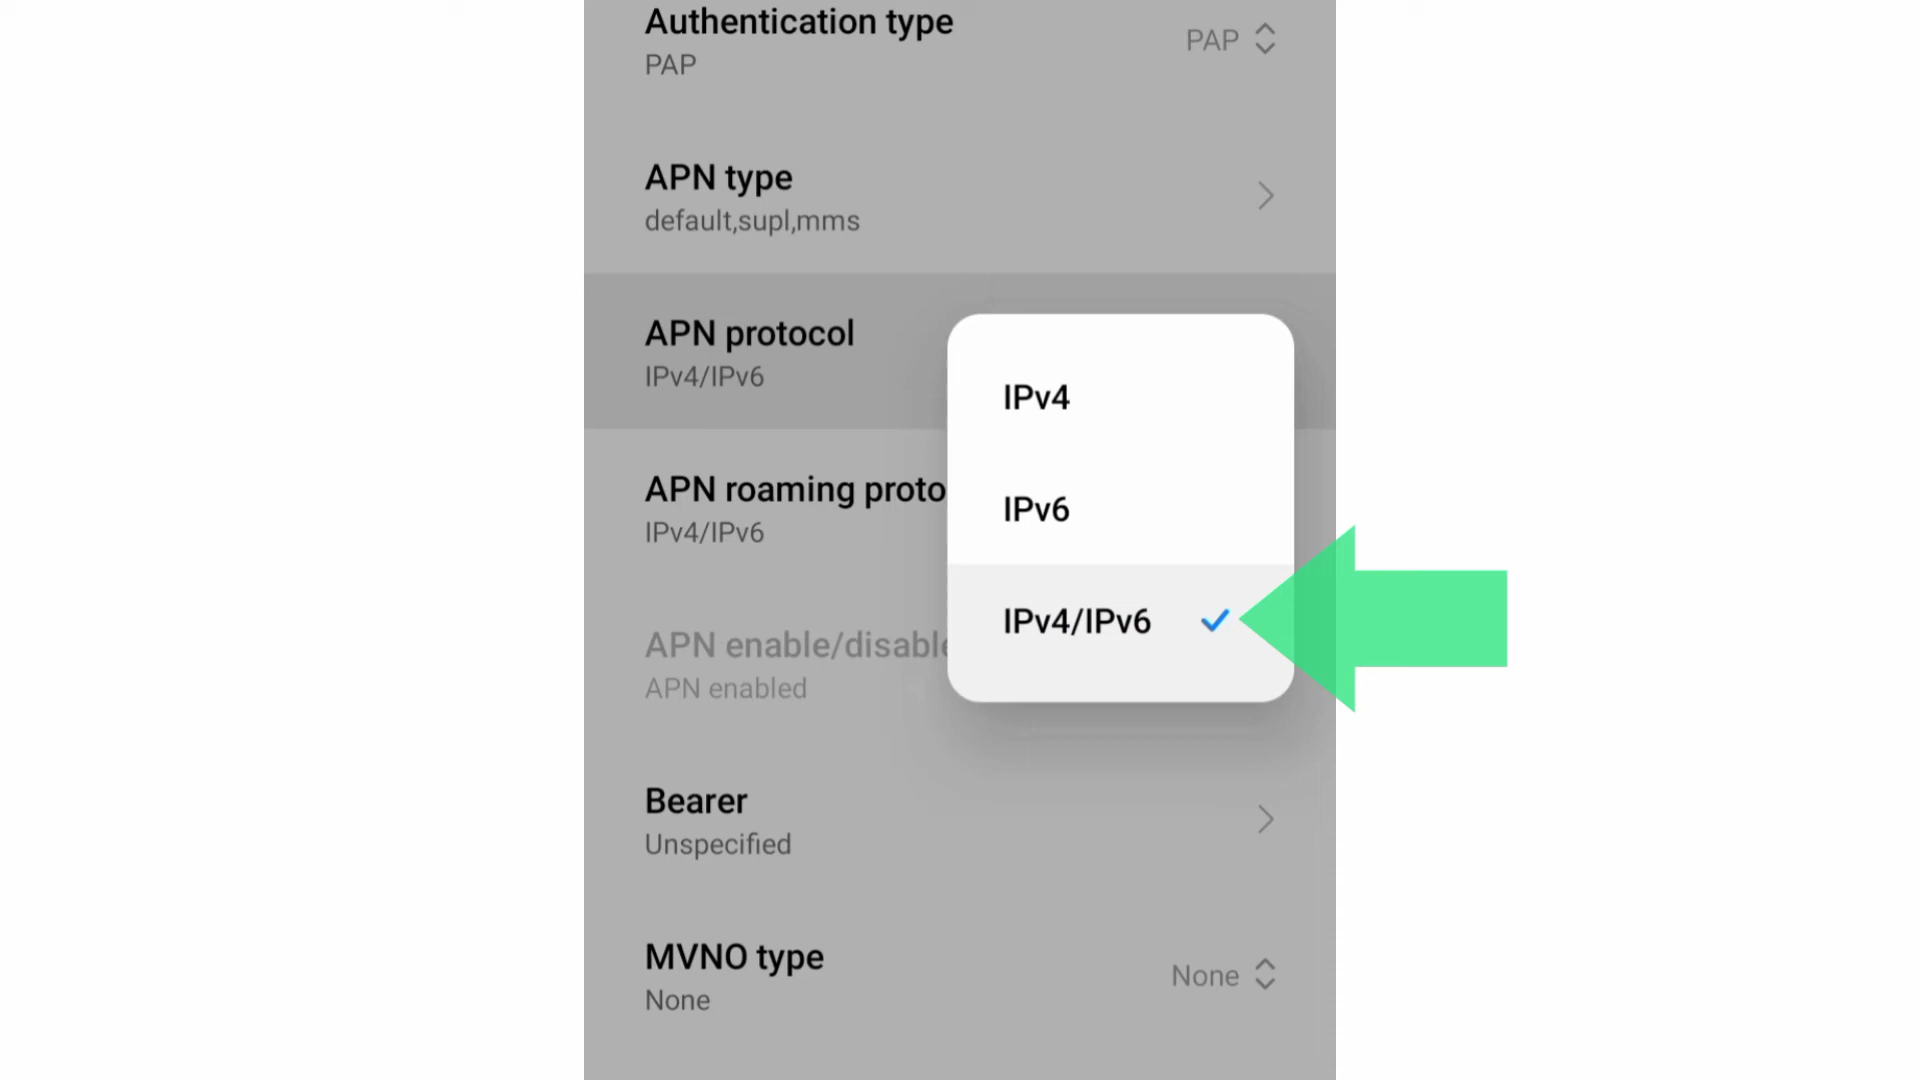 Authentication type
PAP
PAP
APN type
default,supl,mms
APN protocol
IPv4/IPv6
IPv4
IPv6
IPv4/IPv6
APN roaming proto
IPv4/IPv6
APN enable/disable
APN enabled
Bearer
Unspecified
MVNO type
None
None